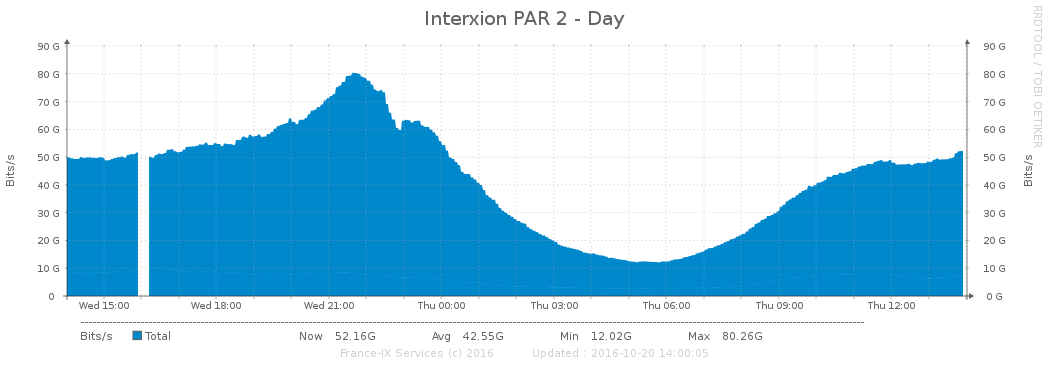 Interxion PAR 2 - Day
RRDTOOL / TOBI OETIKER
90 G 90 G
80 G 80 G
70 G 70 G
60 G 60 G
50 G 50 G
40 G 40 G
30 G 30 G
20 G 20 G
10 G 10 G
0 0 G
Bits/s
Bits/s
Wed 15:00 Wed 18:00 Wed 21:00 Thu 00:00 Thu 03:00 Thu 06:00 Thu 09:00 Thu 12:00
Bits/s Total Now 52.16G Avg 42.55G Min 12.02G Max 80.26G
France-IX Services (c) 2016 Updated : 2016-10-20 14:00:05